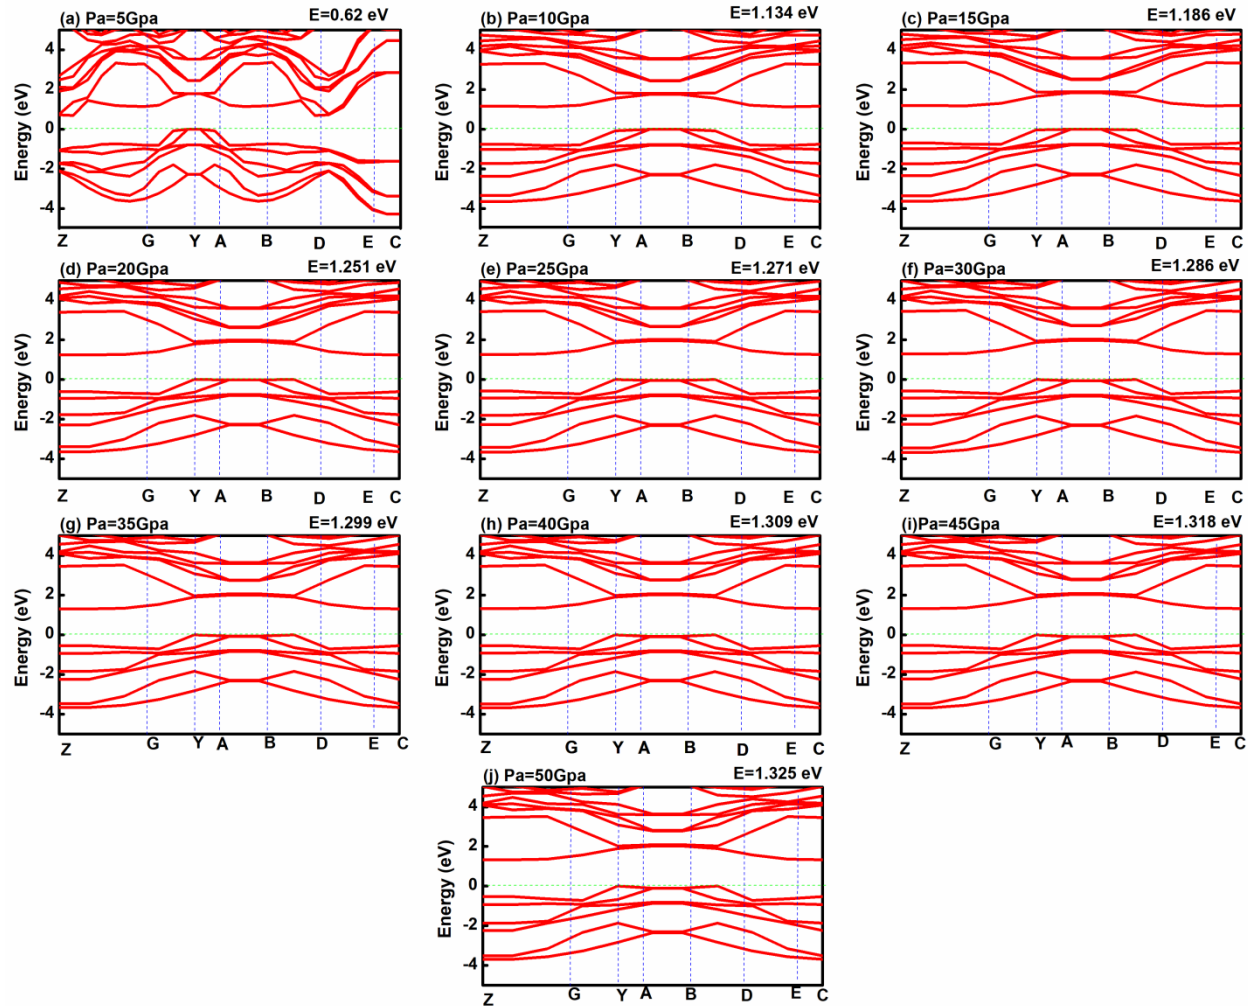 (a) Pa=5Gpa E=0.62 eV
(b) Pa=10Gpa E=1.134 eV
(c) Pa=15Gpa E=1.186 eV
Energy (eV)
4
2
0
-2
-4
Z G Y A B D E C
Energy (eV)
4
2
0
-2
-4
Z G Y A B D E C
Energy (eV)
4
2
0
-2
-4
Z G Y A B D E C
(d) Pa=20Gpa E=1.251 eV
(e) Pa=25Gpa E=1.271 eV
(f) Pa=30Gpa E=1.286 eV
Energy (eV)
4
2
0
-2
-4
Z G Y A B D E C
Energy (eV)
4
2
0
-2
-4
Z G Y A B D E C
Energy (eV)
4
2
0
-2
-4
Z G Y A B D E C
(g) Pa=35Gpa E=1.299 eV
(h) Pa=40Gpa E=1.309 eV
(i)Pa=45Gpa E=1.318 eV
Energy (eV)
4
2
0
-2
-4
Z G Y A B D E C
Energy (eV)
4
2
0
-2
-4
Z G Y A B D E C
Energy (eV)
4
2
0
-2
-4
Z G Y A B D E C
(j) Pa=50Gpa E=1.325 eV
Energy (eV)
4
2
0
-2
-4
Z G Y A B D E C